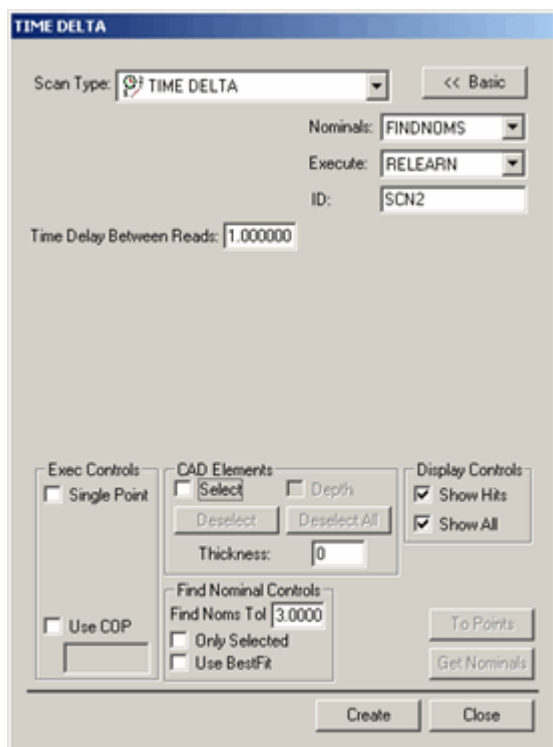 TIME DELTA
Scan Type: TIME DELTA << Basic
Nominals: FINDNOMS
Execute: RELEARN
ID: SCN2
Time Delay Between Reads: 1.000000
Exec Controls
Single Point
Use COP
CAD Elements
Select Depth
Deselect Deselect All
Thickness: 0
Display Controls
Show Hits
Show All
Find Nominal Controls
Find Noms Tol 3.0000
Only Selected
Use BestFit
To Points
Get Nominals
Create Close